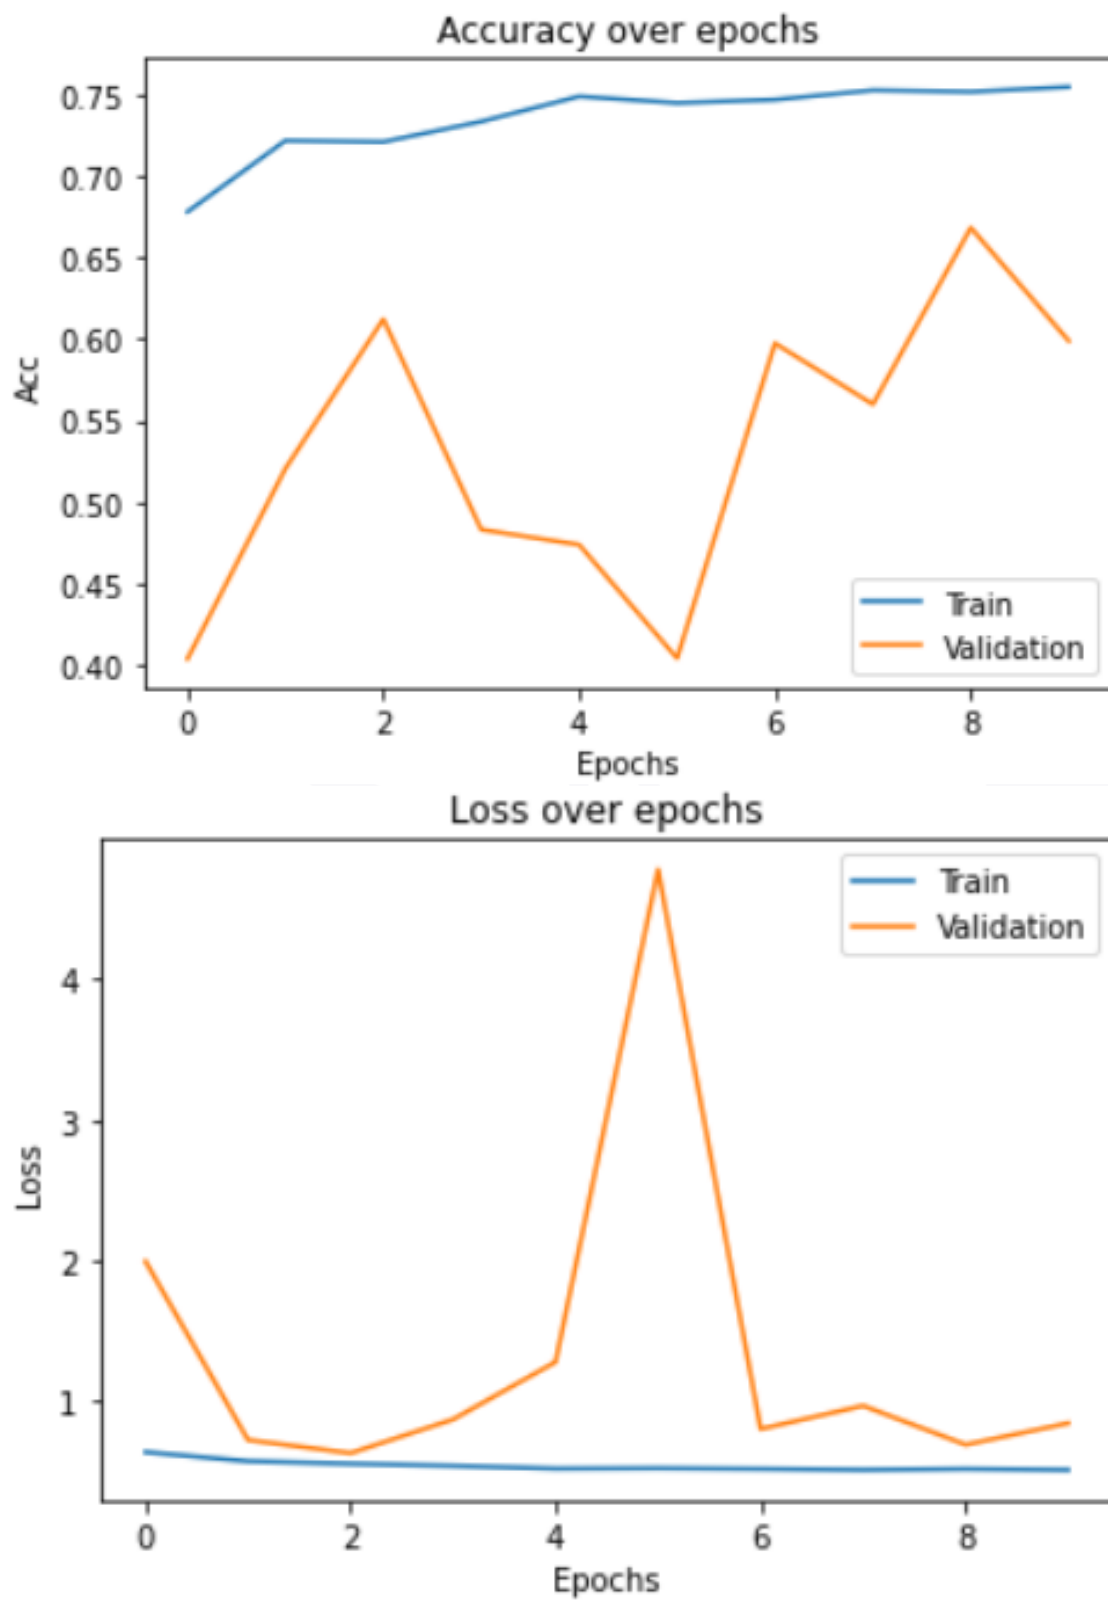 Accuracy over epochs
0.75
0.70
0.65
0.60
0.55
0.50
0.45
0.40
Acc
Train
Validation
0 2 4 6 8
Epochs
Loss over epochs
Train
Validation
4
3
2
1
Loss
0 2 4 6 8
Epochs